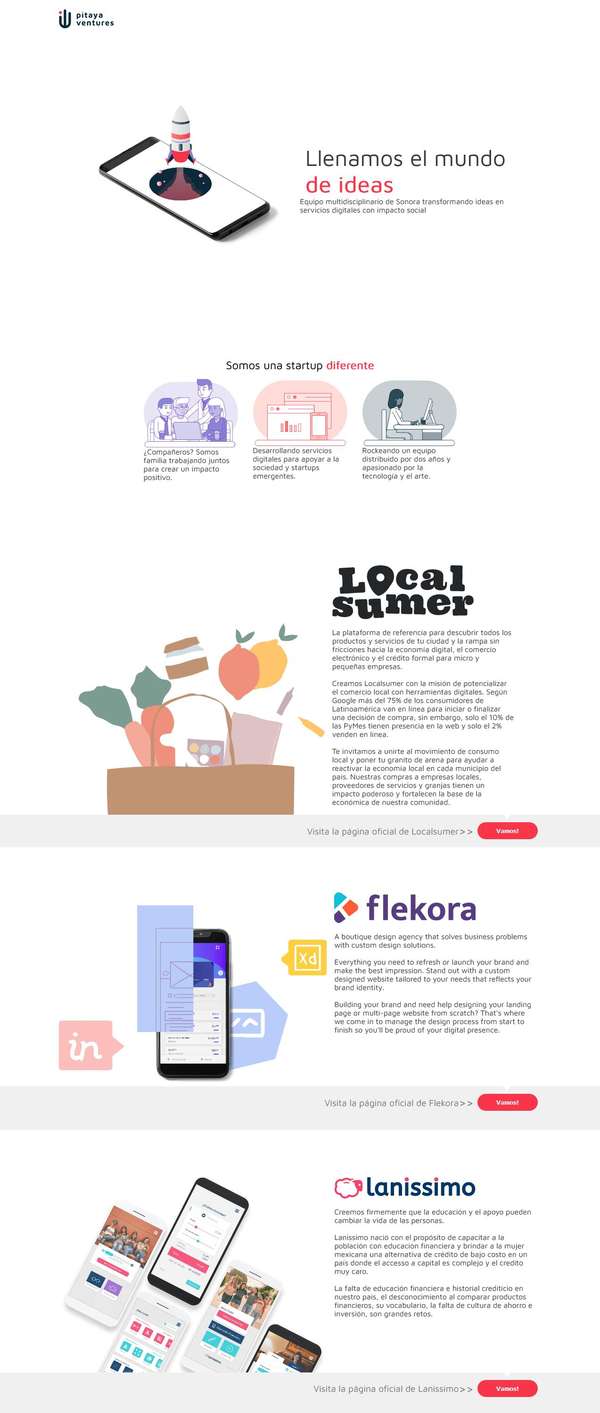 pitaya
ventures
Llenamos el mundo
de ideas
Equipo multidisciplinario de Sonora transformando ideas en
servicios digitales con impacto social
Somos una startup diferente
¿Compañeros? Somos
familia trabajando juntos
para crear un impacto
positivo.
Desarrollando servicios
digitales para apoyar a la
sociedad y startups
emergentes.
Rockeando un equipo
distribuido por dos años y
apasionado por la
tecnología y el arte.
Local
sumer
La plataforma de referencia para descubrir todos los
productos y servicios de tu ciudad y la rampa sin
fricciones hacia la economía digital, el comercio
electrónico y el crédito formal para micro y
pequeñas empresas.
Creamos Localsumer con la misión de potencializar
el comercio local con herramientas digitales. Según
Google más del 75% de los consumidores de
Latinoamérica van en línea para iniciar o finalizar
una decisión de compra, sin embargo, solo el 10% de
las PyMes tienen presencia en la web y solo el 2%
venden en línea.
Te invitamos a unirte al movimiento de consumo
local y poner tu granito de arena para ayudar a
reactivar la economía local en cada municipio del
país. Nuestras compras a empresas locales,
proveedores de servicios y granjas tienen un
impacto poderoso y fortalecen la base de la
económica de nuestra comunidad.
Visita la página oficial de Localsumer>>
Vamos!
flekora
A boutique design agency that solves business problems
with custom design solutions.
Everything you need to refresh or launch your brand and
make the best impression. Stand out with a custom
designed website tailored to your needs that reflects your
brand identity.
Building your brand and need help designing your landing
page or multi-page website from scratch? That's where
we come in to manage the design process from start to
finish so you'll be proud of your digital presence.
Xd
in
Visita la página oficial de Flekora>>
Vamos!
lanissimo
Creemos firmemente que la educación y el apoyo pueden
cambiar la vida de las personas.
Lanissimo nació con el propósito de capacitar a la
población con educación financiera y brindar a la mujer
mexicana una alternativa de crédito de bajo costo en un
país donde el accesso a capital es complejo y el credito
muy caro.
La falta de educación financiera e historial crediticio en
nuestro país, el desconocimiento al comparar productos
financieros, su vocabulario, la falta de cultura de ahorro e
inversión, son grandes retos.
Visita la página oficial de Lanissimo>>
Vamos!